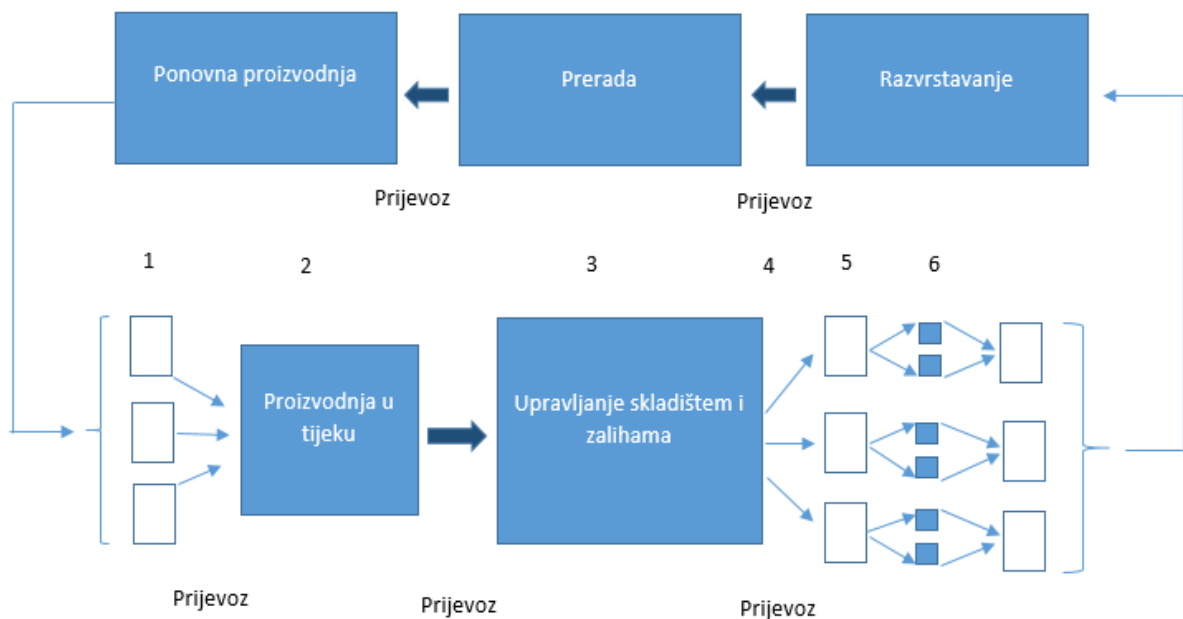 Ponovna proizvodnja
Prerada
Razvrstavanje
Prijevoz
Prijevoz
1
2
3
4
5
6
Proizvodnja u
tijeku
Upravljanje skladištem i
zalihama
Prijevoz
Prijevoz
Prijevoz